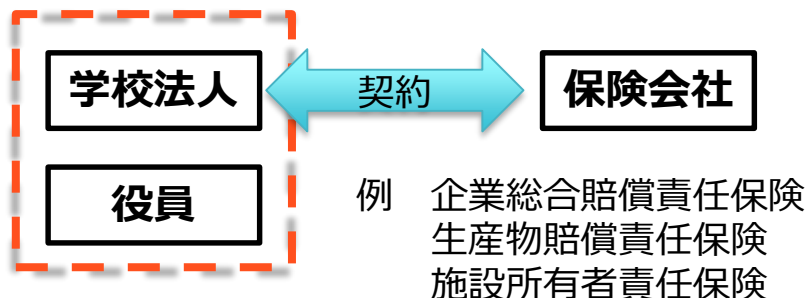 学校法人
契約
保険会社
役員
例 企業総合賠償責任保険
生産物賠償責任保険
施設所有者責任保険